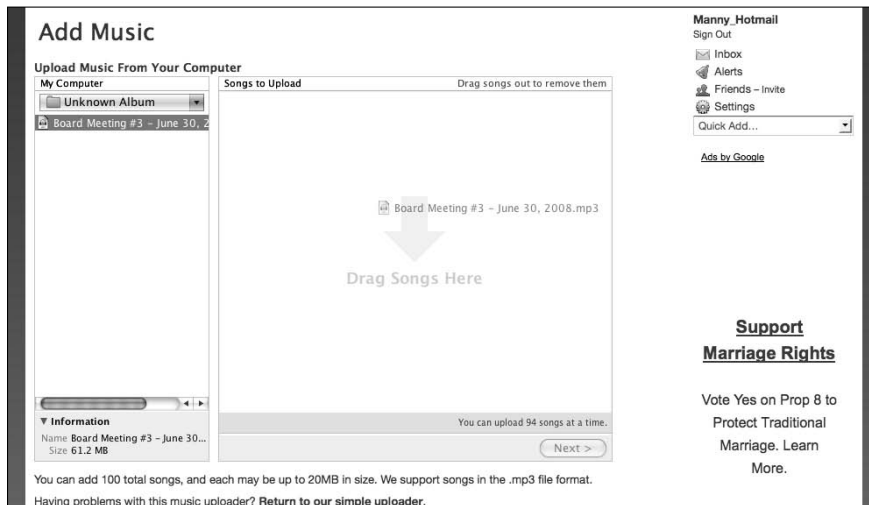 Add Music
Upload Music From Your Computer
My Computer
Unknown Album
Board Meeting #3 – June 30, 2
Songs to Upload
Drag songs out to remove them
Board Meeting #3 – June 30, 2008.mp3
Drag Songs Here
Information
Name Board Meeting #3 – June 30...
Size 61.2 MB
You can upload 94 songs at a time.
Next >
You can add 100 total songs, and each may be up to 20MB in size. We support songs in the .mp3 file format.
Having problems with this music uploader? Return to our simple uploader.
Manny_Hotmail
Sign Out
Inbox
Alerts
Friends – Invite
Settings
Quick Add...
Ads by Google
Support
Marriage Rights
Vote Yes on Prop 8 to
Protect Traditional
Marriage. Learn
More.